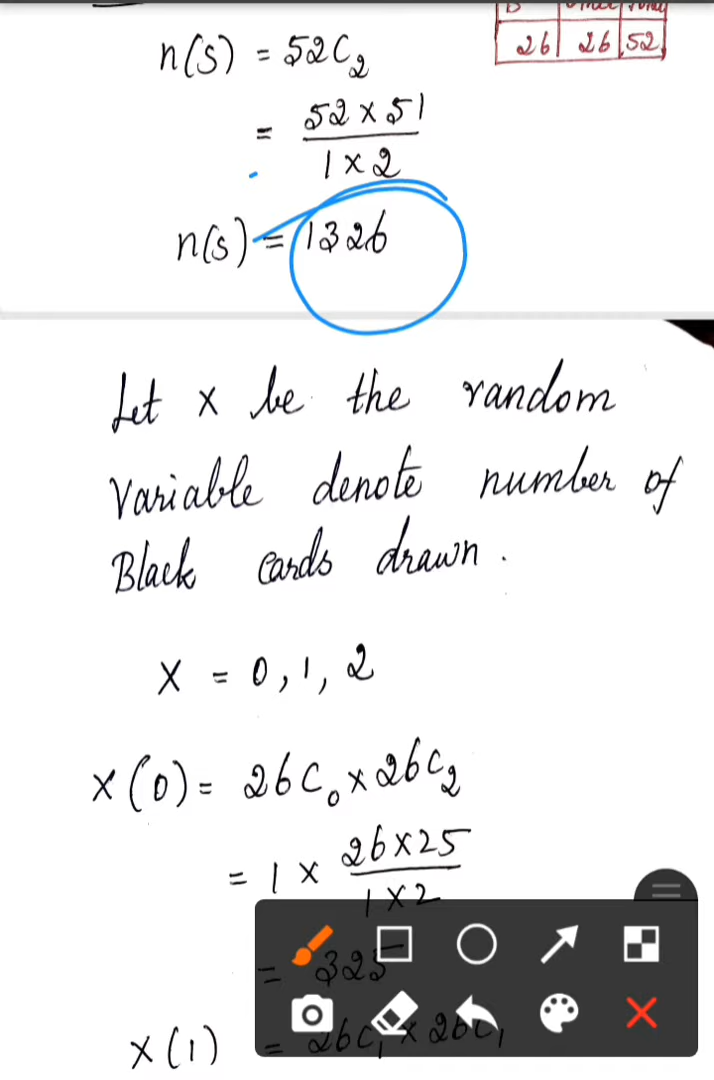 n(S) = 52C₂
26 26 52
= 52 × 51
1 × 2
n(s) = 1326
Let x be the random
Variable denote number of
Black Cards drawn.
X = 0, 1, 2
X(0) = 26C₀ × 26C₂
= 1 × 26×25
1×2
= 325
X(1) = 26C₁ × 26C₁